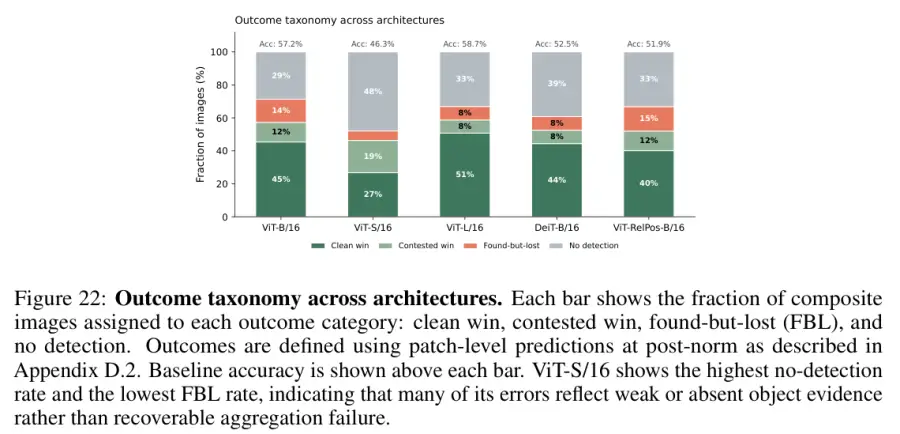 Outcome taxonomy across architectures
Acc: 57.2% Acc: 46.3% Acc: 58.7% Acc: 52.5% Acc: 51.9%
Fraction of images (%)
100
80
60
40
20
0
29% 14% 12% 45%
48% 19% 27%
33% 8% 8% 51%
39% 8% 8% 44%
33% 15% 12% 40%
ViT-B/16 ViT-S/16 ViT-L/16 DeiT-B/16 ViT-RelPos-B/16
Clean win Contested win Found-but-lost No detection
Figure 22: Outcome taxonomy across architectures. Each bar shows the fraction of composite
images assigned to each outcome category: clean win, contested win, found-but-lost (FBL), and
no detection. Outcomes are defined using patch-level predictions at post-norm as described in
Appendix D.2. Baseline accuracy is shown above each bar. ViT-S/16 shows the highest no-detection
rate and the lowest FBL rate, indicating that many of its errors reflect weak or absent object evidence
rather than recoverable aggregation failure.